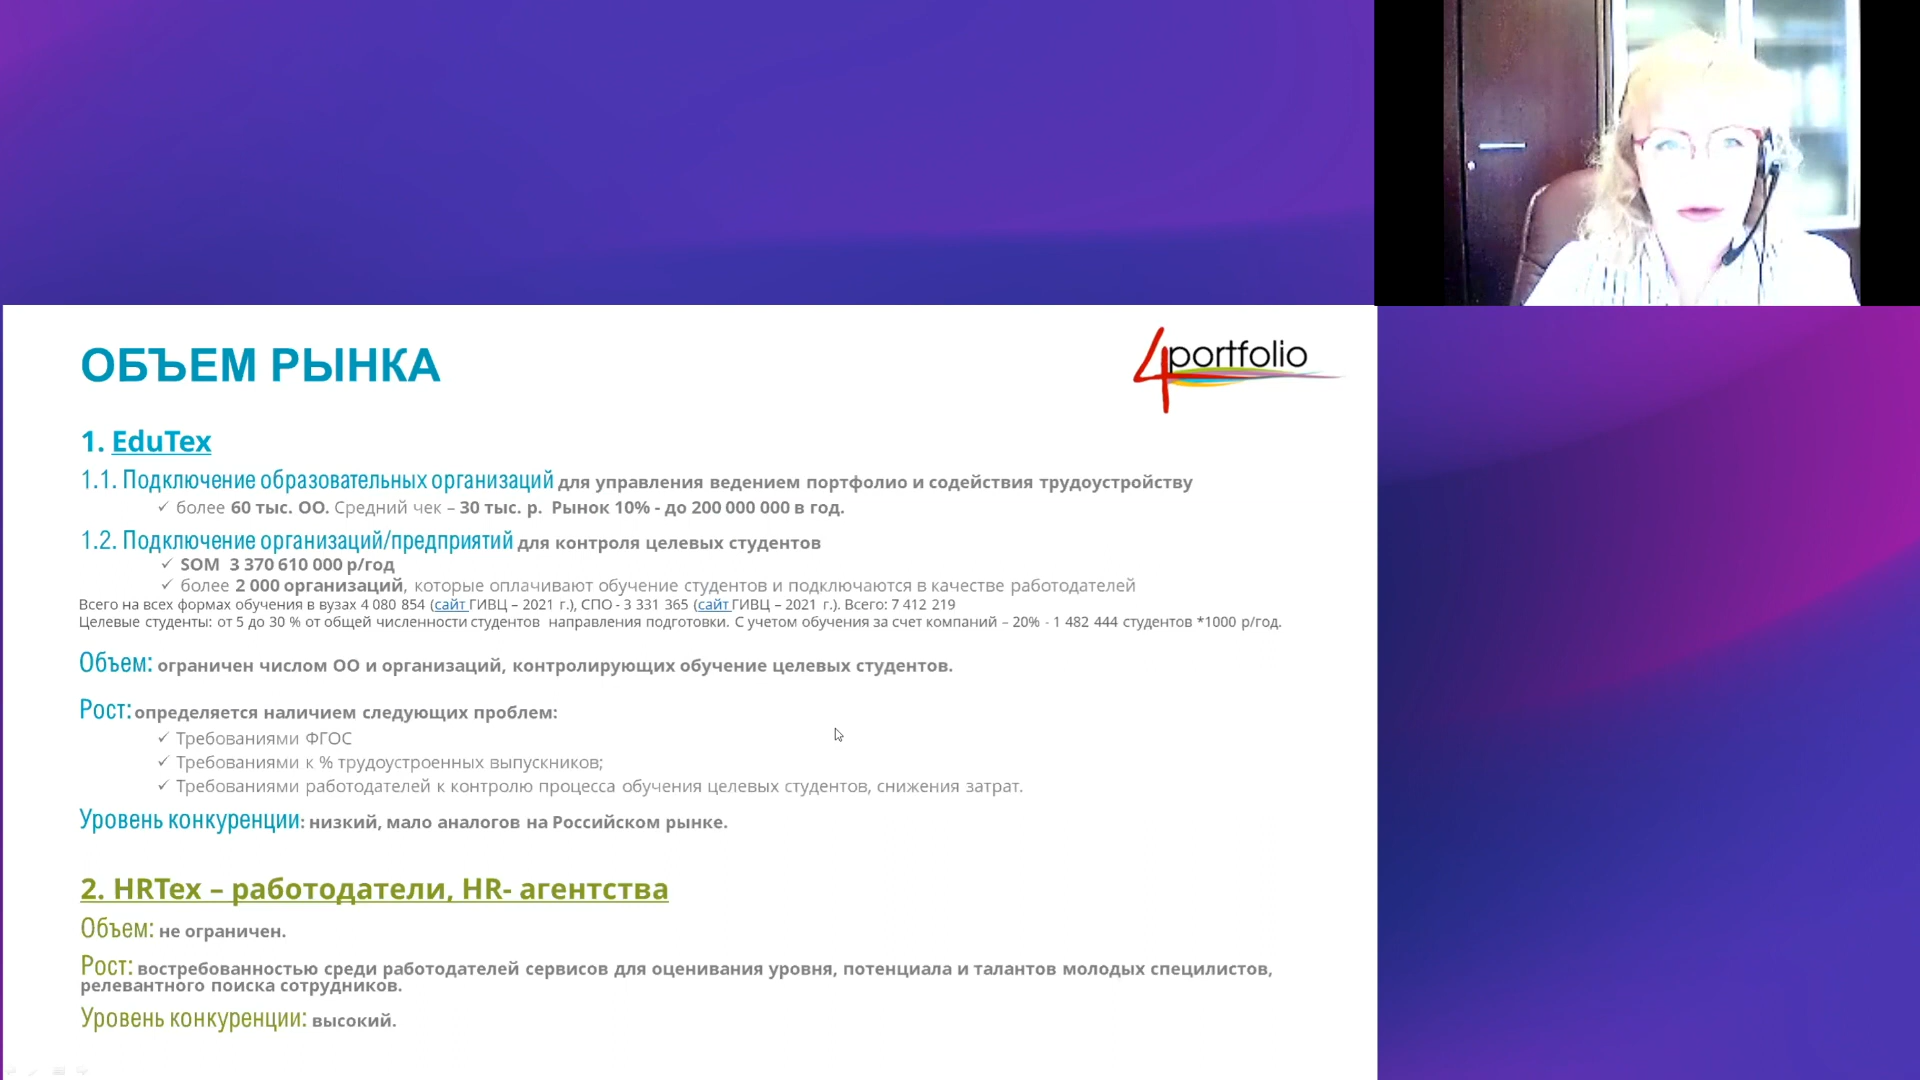 ОБЪЕМ РЫНКА
4portfolio
1. EduTex
1.1. Подключение образовательных организаций для управления ведением портфолио и содействия трудоустройству
✓ более 60 тыс. ОО. Средний чек – 30 тыс. р. Рынок 10% - до 200 000 000 в год.
1.2. Подключение организаций/предприятий для контроля целевых студентов
✓ SOM 3 370 610 000 р/год
✓ более 2 000 организаций, которые оплачивают обучение студентов и подключаются в качестве работодателей
Всего на всех формах обучения в вузах 4 080 854 (сайт ГИВЦ – 2021 г.), СПО - 3 331 365 (сайт ГИВЦ – 2021 г.). Всего: 7 412 219
Целевые студенты: от 5 до 30 % от общей численности студентов направления подготовки. С учетом обучения за счет компаний – 20% - 1 482 444 студентов *1000 р/год.
Объем: ограничен числом ОО и организаций, контролирующих обучение целевых студентов.
Рост: определяется наличием следующих проблем:
✓ Требованиями ФГОС
✓ Требованиями к % трудоустроенных выпускников;
✓ Требованиями работодателей к контролю процесса обучения целевых студентов, снижения затрат.
Уровень конкуренции: низкий, мало аналогов на Российском рынке.
2. HRTex – работодатели, HR- агентства
Объем: не ограничен.
Рост: востребованностью среди работодателей сервисов для оценивания уровня, потенциала и талантов молодых специлистов,
релевантного поиска сотрудников.
Уровень конкуренции: высокий.